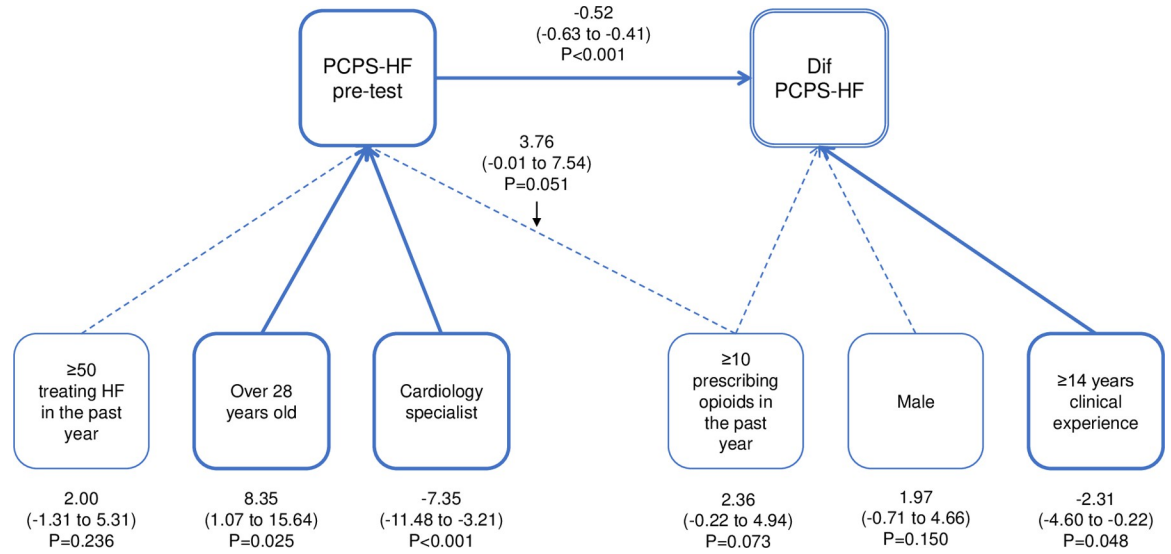 -0.52
(-0.63 to -0.41)
P<0.001
PCPS-HF
pre-test
Dif
PCPS-HF
3.76
(-0.01 to 7.54)
P=0.051
≥50
treating HF
in the past
year
Over 28
years old
Cardiology
specialist
≥10
prescribing
opioids in
the past
year
Male
≥14 years
clinical
experience
2.00
(-1.31 to 5.31)
P=0.236
8.35
(1.07 to 15.64)
P=0.025
-7.35
(-11.48 to -3.21)
P<0.001
2.36
(-0.22 to 4.94)
P=0.073
1.97
(-0.71 to 4.66)
P=0.150
-2.31
(-4.60 to -0.22)
P=0.048